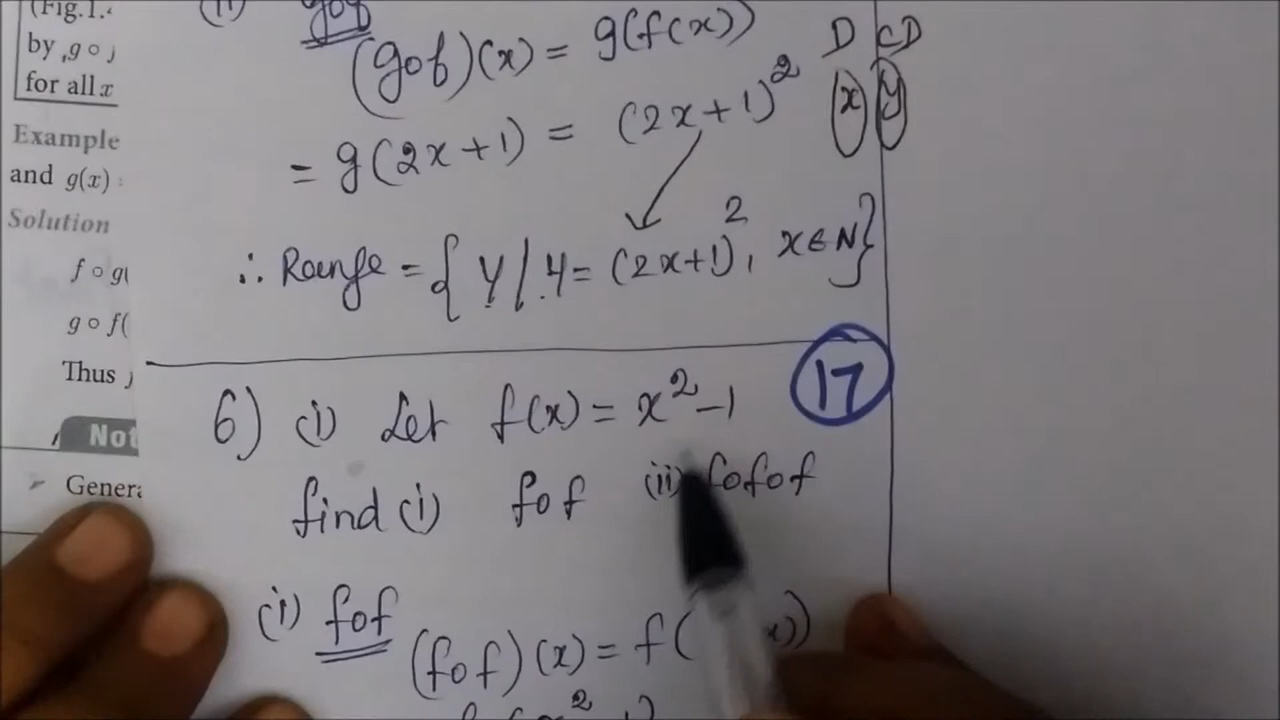 (Fig.1.
by g∘
for all x
Example
and g(x)
Solution
f∘g(
g∘f(
Thus
Not
Genera
(ii) gof
(gof)(x) = g(f(x))
D CD
= g(2x+1) = (2x+1)²
x y
∴ Range = { y / y = (2x+1)², x∈N}
17
6) (i) Let f(x) = x²-1
find (i) fof (ii) fofof
(i) fof
(fof)(x) = f( x))